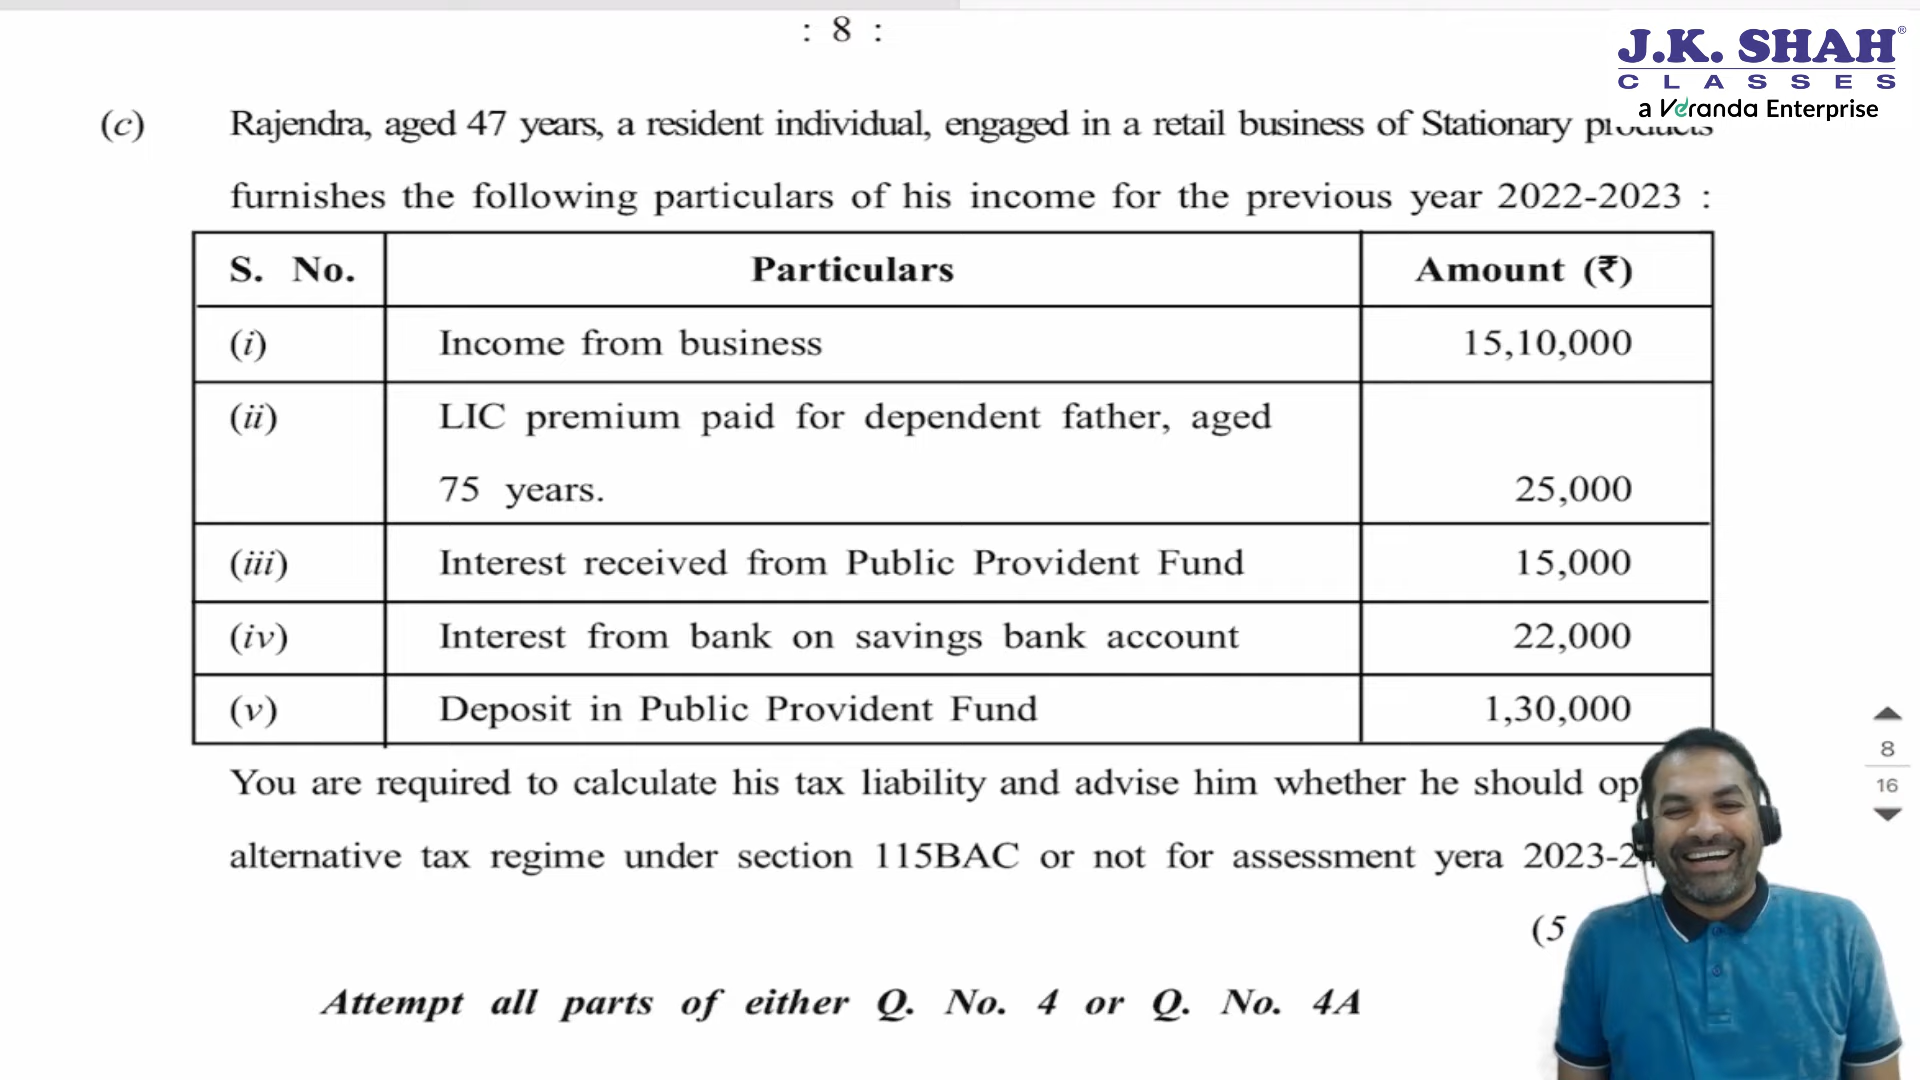 : 8 :
J.K. SHAH®
CLASSES
a Veranda Enterprise
(c) Rajendra, aged 47 years, a resident individual, engaged in a retail business of Stationary products
furnishes the following particulars of his income for the previous year 2022-2023 :
S. No. Particulars Amount (₹)
(i) Income from business 15,10,000
(ii) LIC premium paid for dependent father, aged
75 years. 25,000
(iii) Interest received from Public Provident Fund 15,000
(iv) Interest from bank on savings bank account 22,000
(v) Deposit in Public Provident Fund 1,30,000
You are required to calculate his tax liability and advise him whether he should op
alternative tax regime under section 115BAC or not for assessment yera 2023-2
(5
Attempt all parts of either Q. No. 4 or Q. No. 4A
8
16